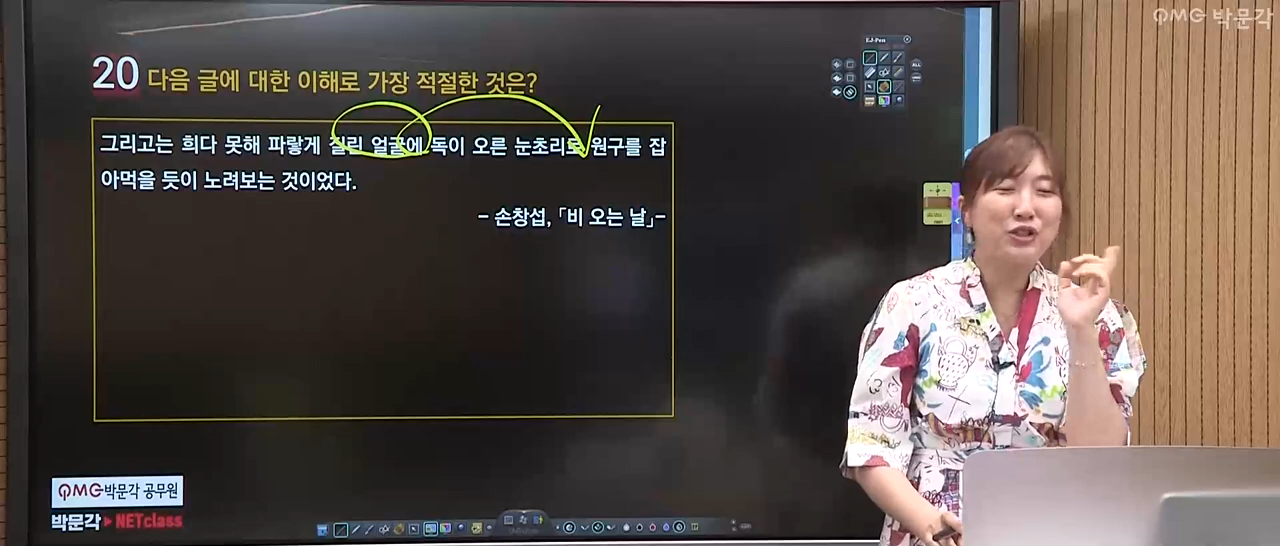 QMG 박문각
EJ-Pen
20 다음 글에 대한 이해로 가장 적절한 것은?
그리고는 희다 못해 파랗게 질린 얼굴에 독이 오른 눈초리로 원구를 잡
아먹을 듯이 노려보는 것이었다.
- 손창섭, 「비 오는 날」-
QMG 박문각 공무원
박문각 NETclass